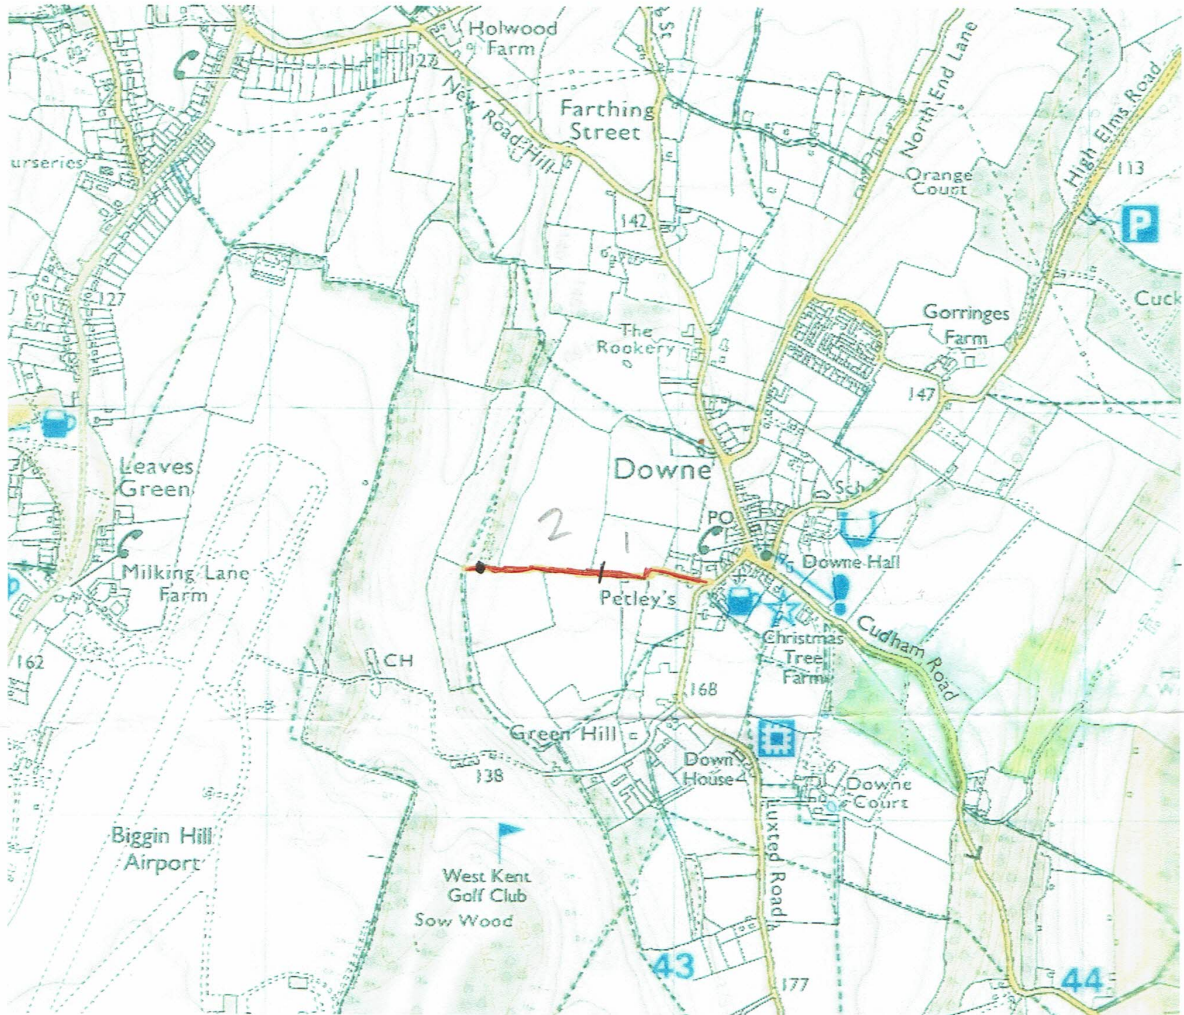 Holwood
Farm
123
New
Road Hill
Farthing
Street
North End Lane
High Elms Road
urseries
Orange
Court
113
P
142
127
Cuck
Gorringes
Farm
The
Rookery
147
Leaves
Green
Downe
Sch
PO
2
1
Milking Lane
Farm
Downe Hall
Petley's
Christmas
Tree
Farm
Cudham Road
162
CH
168
Green Hill
138
Down
House
Downe
Court
Biggin Hill
Airport
West Kent
Golf Club
Sow Wood
Luxted Road
43
44
177